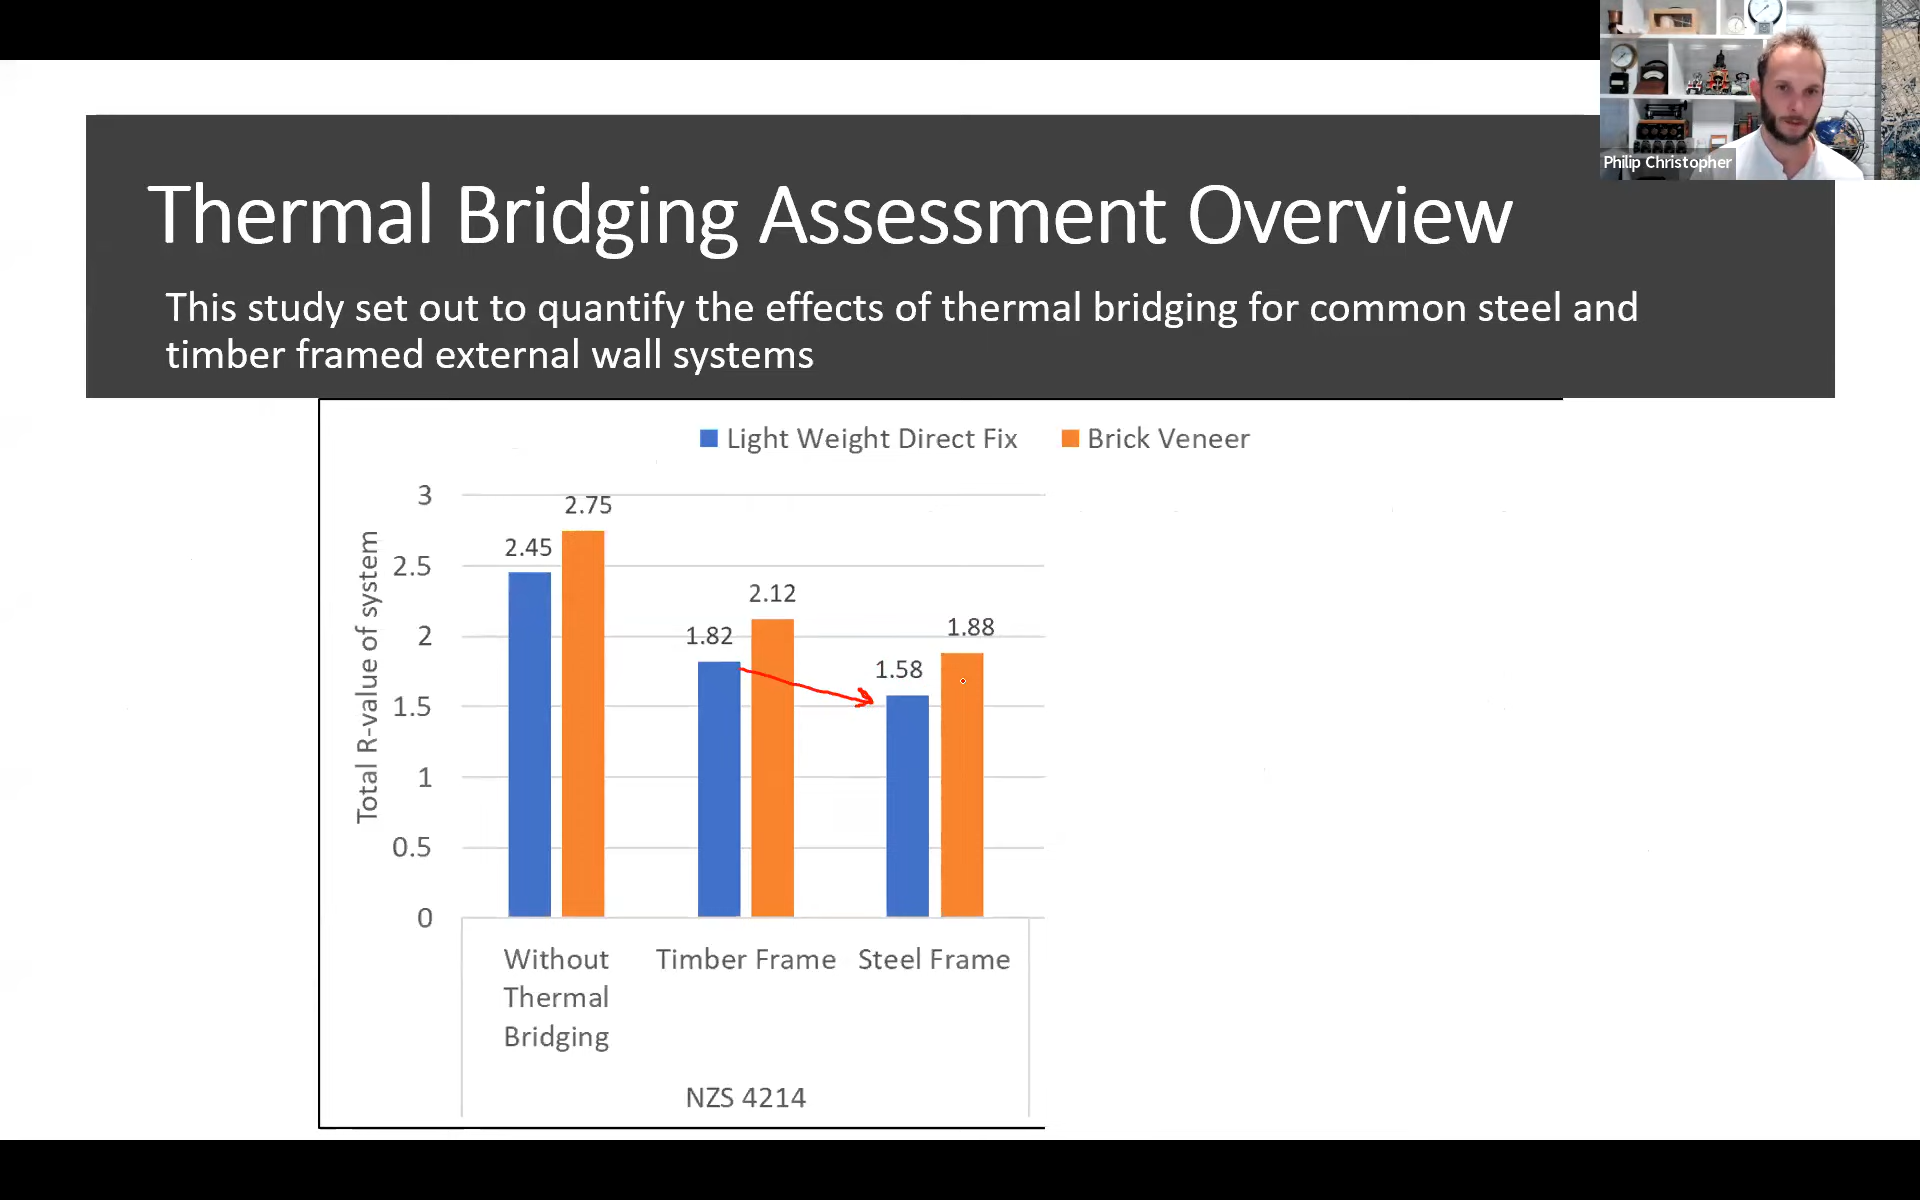 Philip Christopher
Thermal Bridging Assessment Overview
This study set out to quantify the effects of thermal bridging for common steel and
timber framed external wall systems
Light Weight Direct Fix
Brick Veneer
Total R-value of system
3
2.5
2
1.5
1
0.5
0
2.45
2.75
1.82
2.12
1.58
1.88
Without
Thermal
Bridging
Timber Frame
Steel Frame
NZS 4214